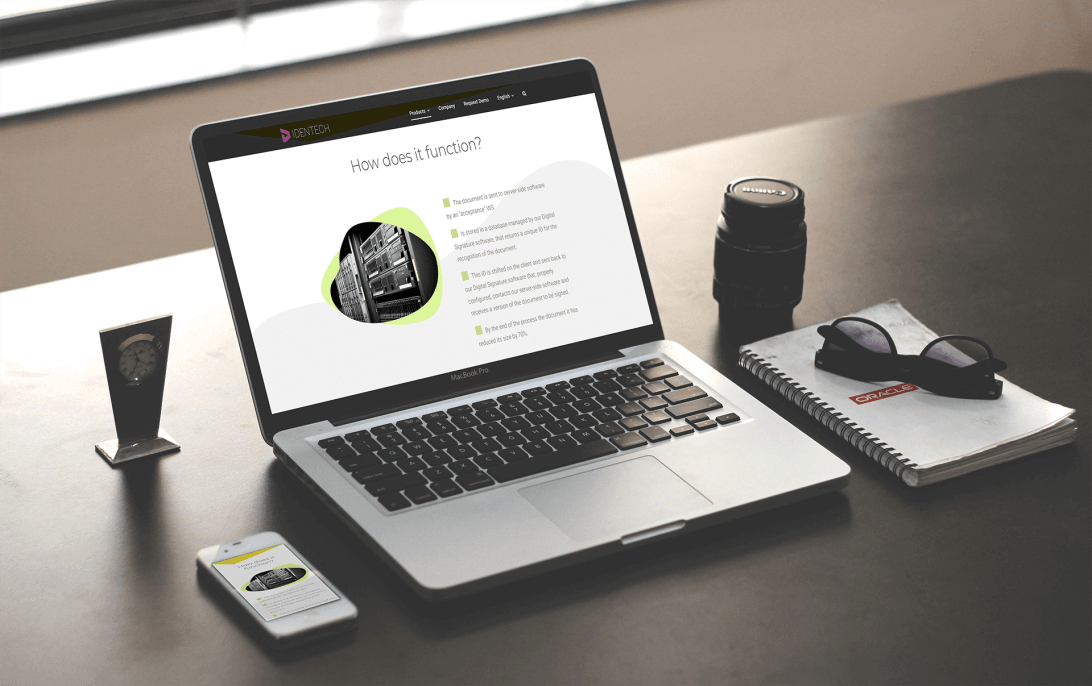 IDENTECH
Products
Company
Request Demo
English
How does it function?
The document is sent to server-side software
by an "acceptance" WS.
Is stored in a database managed by our Digital
Signature software, that returns a unique ID for the
recognition of the document.
This ID is shifted on the client and sent back to
our Digital Signature software that, properly
configured, contacts our server-side software and
receives a version of the document to be signed.
By the end of the process the document it has
reduced its size by 70%.
MacBook Pro
Canon
ORACLE
How does it
function?